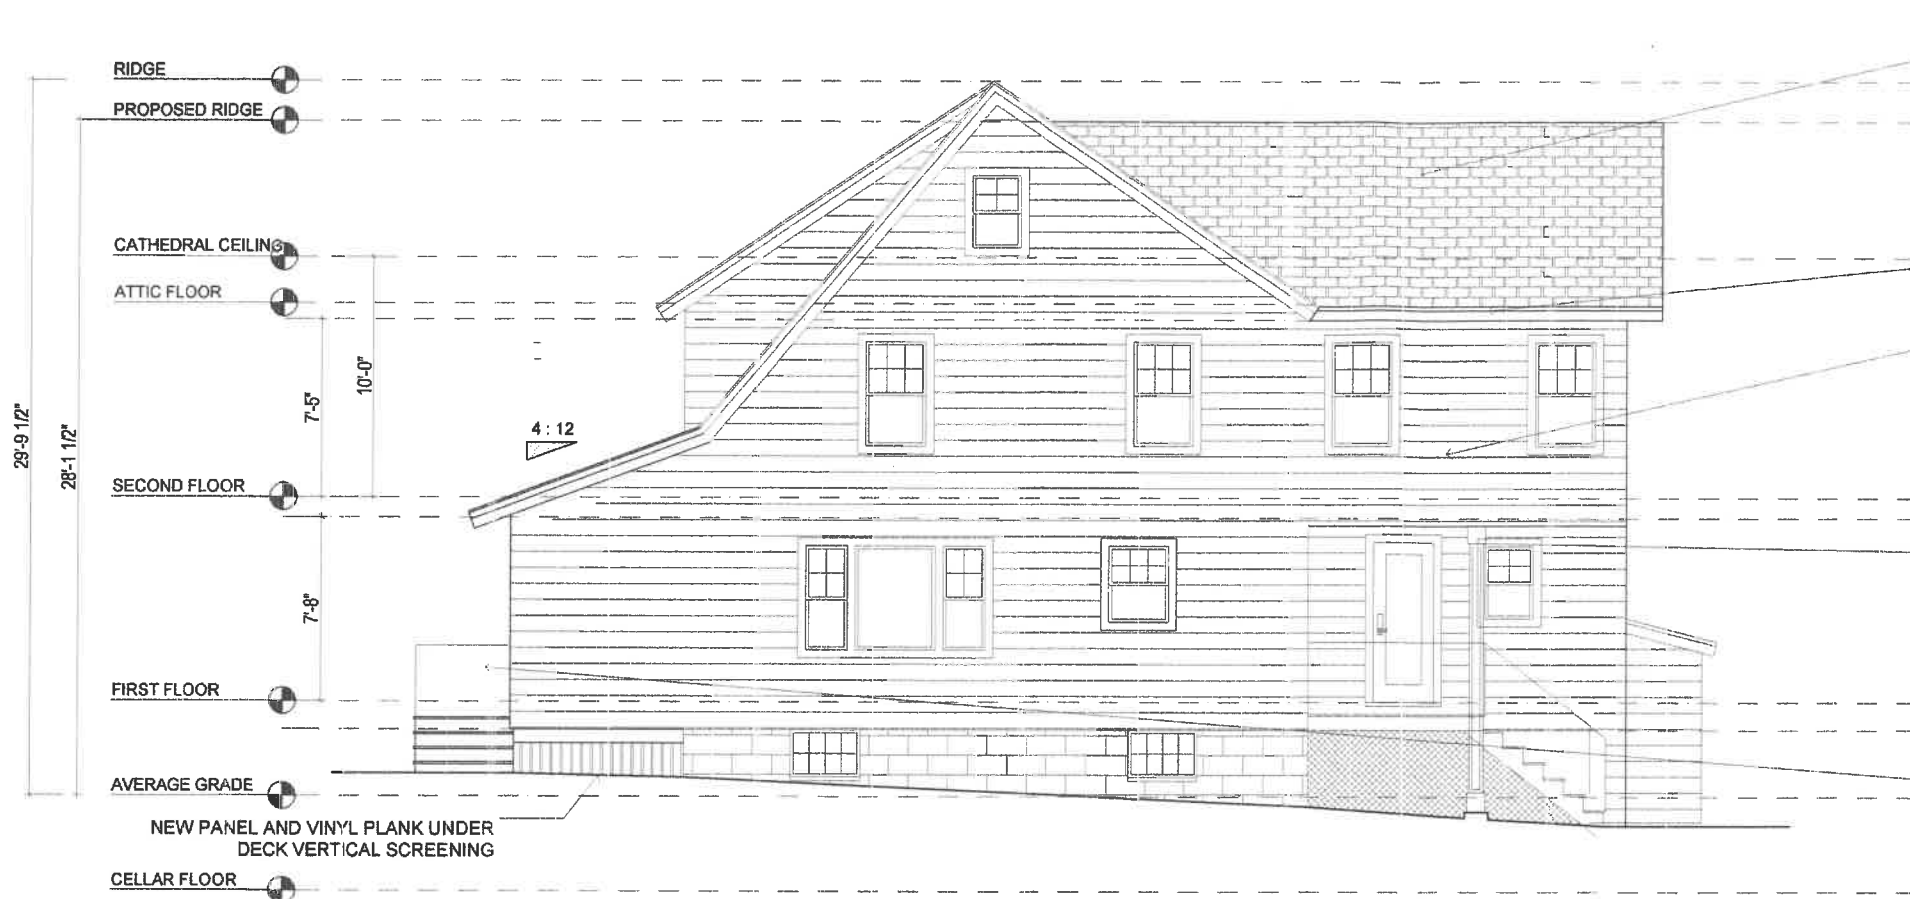 RIDGE
PROPOSED RIDGE
CATHEDRAL CEILING
ATTIC FLOOR
10'-0"
7'-5"
29'-9 1/2"
28'-1 1/2"
4 : 12
SECOND FLOOR
7'-8"
FIRST FLOOR
AVERAGE GRADE
NEW PANEL AND VINYL PLANK UNDER
DECK VERTICAL SCREENING
CELLAR FLOOR